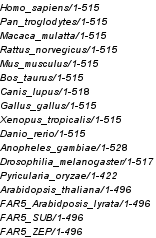 Homo_sapiens/1-515
Pan_troglodytes/1-515
Macaca_mulatta/1-515
Rattus_norvegicus/1-515
Mus_musculus/1-515
Bos_taurus/1-515
Canis_lupus/1-518
Gallus_gallus/1-515
Xenopus_tropicalis/1-515
Danio_rerio/1-515
Anopheles_gambiae/1-528
Drosophila_melanogaster/1-517
Pyricularia_oryzae/1-422
Arabidopsis_thaliana/1-496
FAR5_Arabidposis_lyrata/1-496
FAR5_SUB/1-496
FAR5_ZEP/1-496